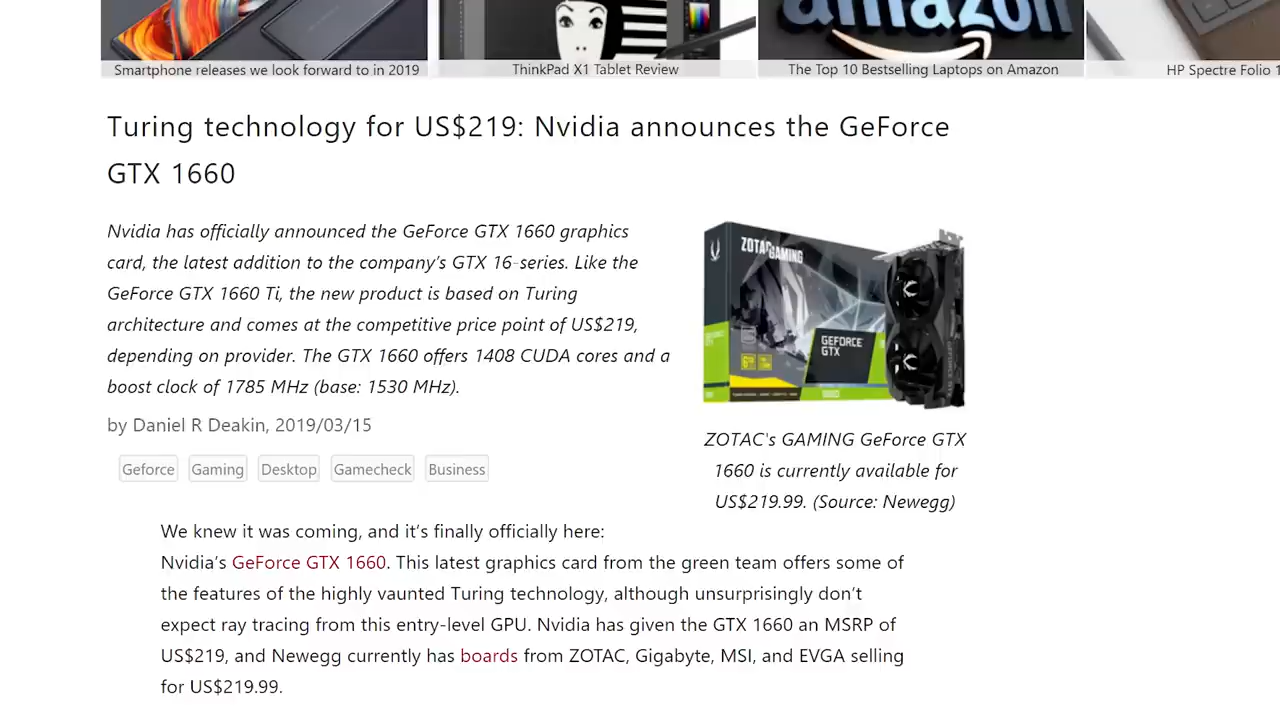 amazon
Smartphone releases we look forward to in 2019
ThinkPad X1 Tablet Review
The Top 10 Bestselling Laptops on Amazon
HP Spectre Folio 1
Turing technology for US$219: Nvidia announces the GeForce
GTX 1660
Nvidia has officially announced the GeForce GTX 1660 graphics
card, the latest addition to the company’s GTX 16-series. Like the
GeForce GTX 1660 Ti, the new product is based on Turing
architecture and comes at the competitive price point of US$219,
depending on provider. The GTX 1660 offers 1408 CUDA cores and a
boost clock of 1785 MHz (base: 1530 MHz).
by Daniel R Deakin, 2019/03/15
Geforce Gaming Desktop Gamecheck Business
ZOTAC GAMING
GEFORCE
GTX
ZOTAC's GAMING GeForce GTX
1660 is currently available for
US$219.99. (Source: Newegg)
We knew it was coming, and it’s finally officially here:
Nvidia’s GeForce GTX 1660. This latest graphics card from the green team offers some of
the features of the highly vaunted Turing technology, although unsurprisingly don’t
expect ray tracing from this entry-level GPU. Nvidia has given the GTX 1660 an MSRP of
US$219, and Newegg currently has boards from ZOTAC, Gigabyte, MSI, and EVGA selling
for US$219.99.